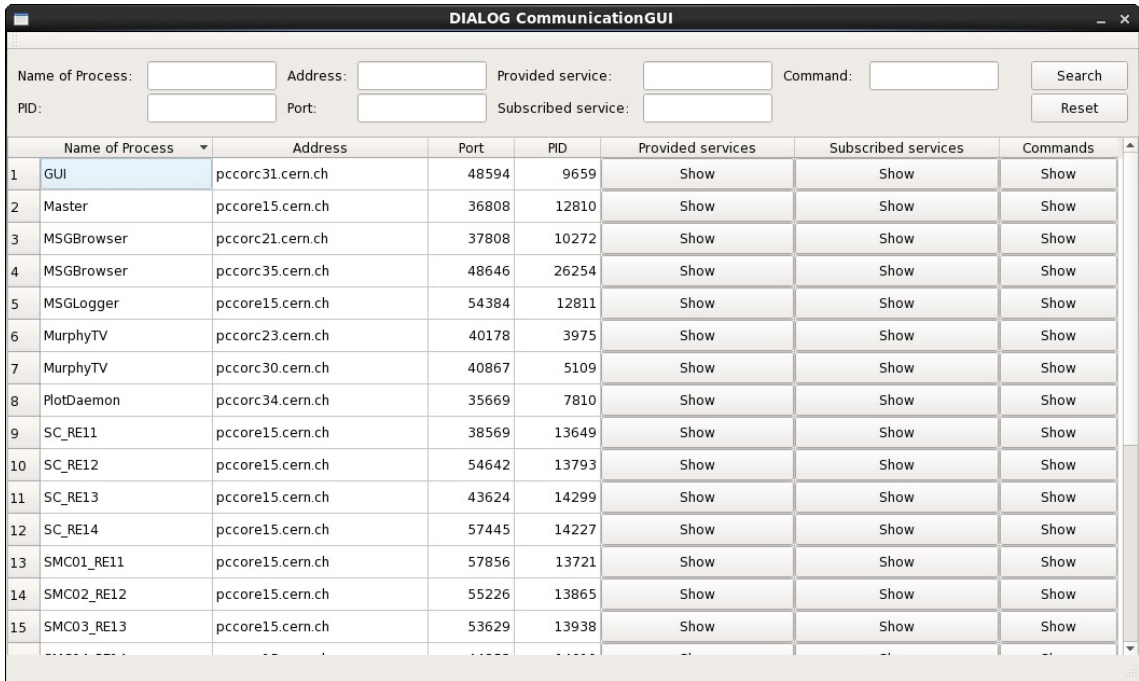 DIALOG CommunicationGUI
Name of Process: Address: Provided service: Command: Search
PID: Port: Subscribed service: Reset
Name of Process Address Port PID Provided services Subscribed services Commands
1 GUI pccorc31.cern.ch 48594 9659 Show Show Show
2 Master pccore15.cern.ch 36808 12810 Show Show Show
3 MSGBrowser pccorc21.cern.ch 37808 10272 Show Show Show
4 MSGBrowser pccorc35.cern.ch 48646 26254 Show Show Show
5 MSGLogger pccore15.cern.ch 54384 12811 Show Show Show
6 MurphyTV pccorc23.cern.ch 40178 3975 Show Show Show
7 MurphyTV pccorc30.cern.ch 40867 5109 Show Show Show
8 PlotDaemon pccorc34.cern.ch 35669 7810 Show Show Show
9 SC_RE11 pccore15.cern.ch 38569 13649 Show Show Show
10 SC_RE12 pccore15.cern.ch 54642 13793 Show Show Show
11 SC_RE13 pccore15.cern.ch 43624 14299 Show Show Show
12 SC_RE14 pccore15.cern.ch 57445 14227 Show Show Show
13 SMC01_RE11 pccore15.cern.ch 57856 13721 Show Show Show
14 SMC02_RE12 pccore15.cern.ch 55226 13865 Show Show Show
15 SMC03_RE13 pccore15.cern.ch 53629 13938 Show Show Show